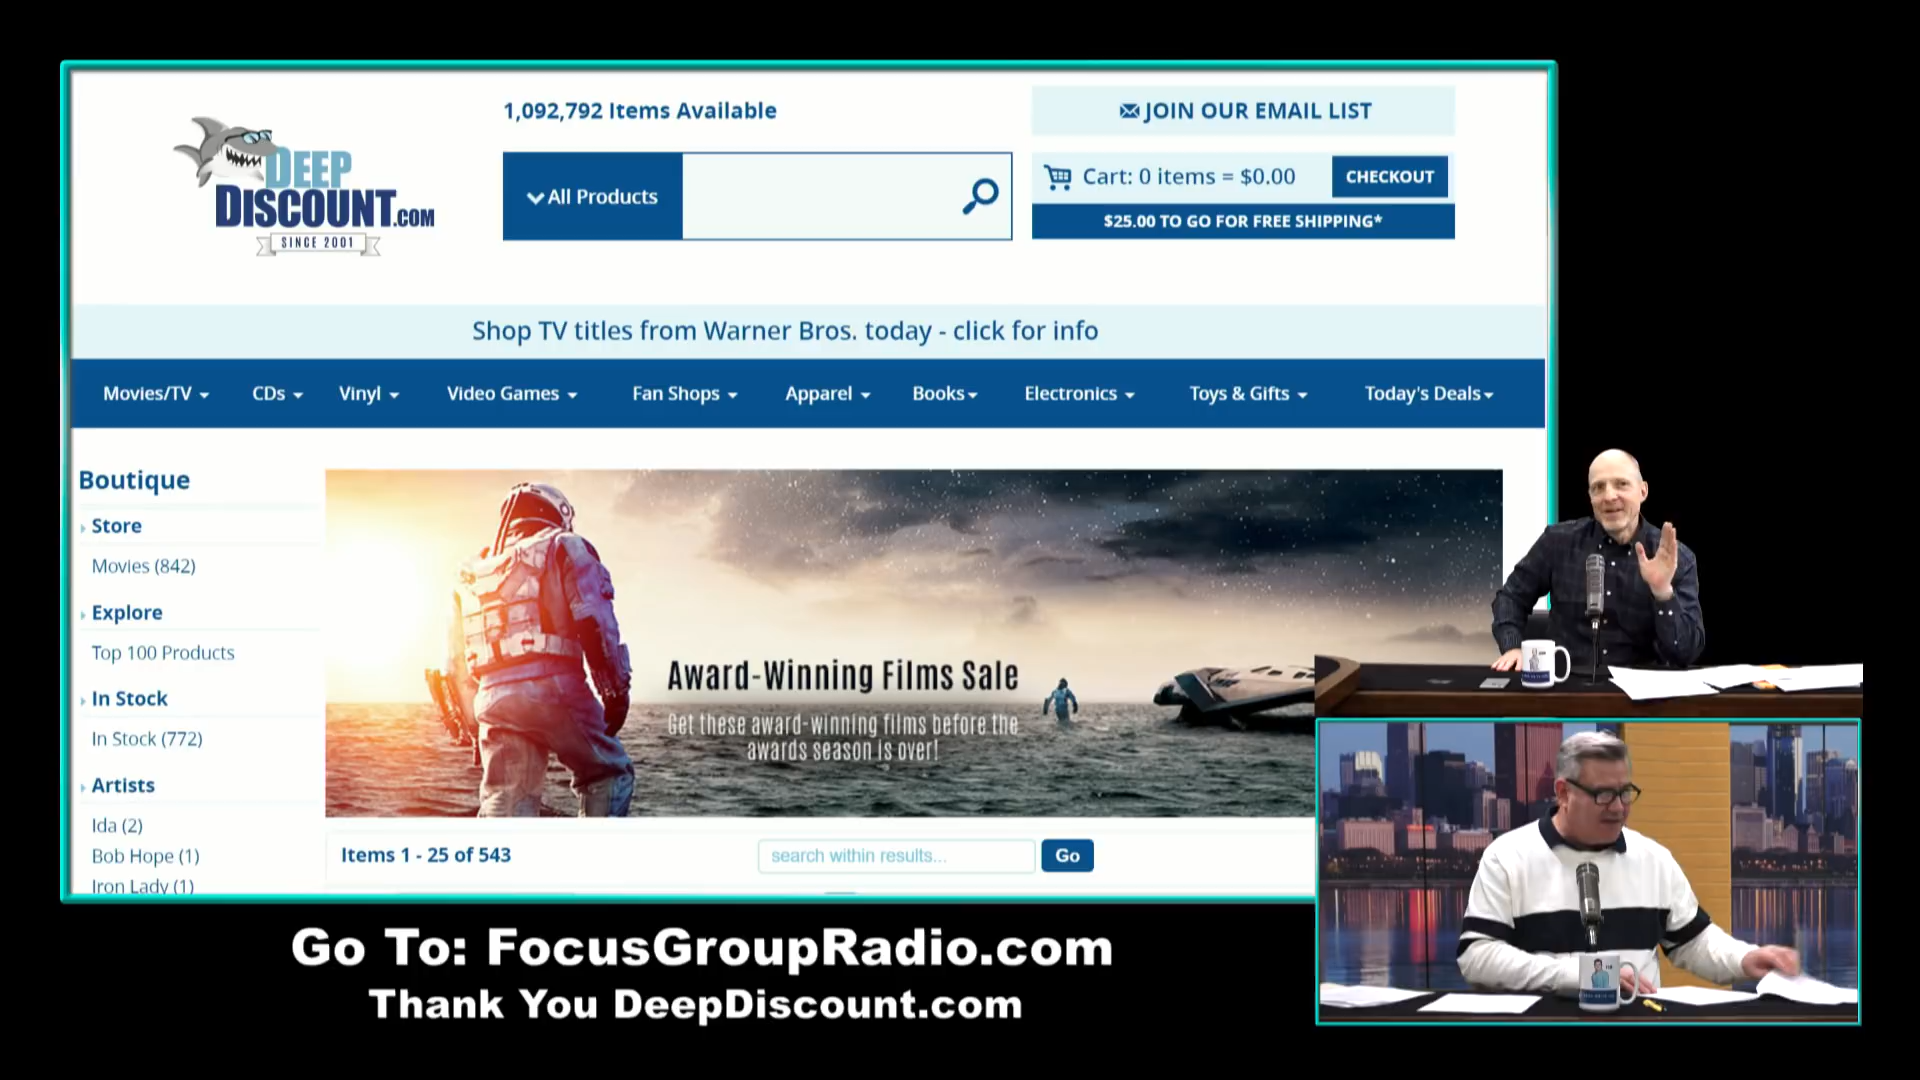 DEEP
DISCOUNT.COM
SINCE 2001
1,092,792 Items Available
All Products
JOIN OUR EMAIL LIST
Cart: 0 items = $0.00
CHECKOUT
$25.00 TO GO FOR FREE SHIPPING*
Shop TV titles from Warner Bros. today - click for info
Movies/TV CDs Vinyl Video Games Fan Shops Apparel Books Electronics Toys & Gifts Today's Deals
Boutique
Store
Movies (842)
Explore
Top 100 Products
In Stock
In Stock (772)
Artists
Ida (2)
Bob Hope (1)
Iron Lady (1)
Award-Winning Films Sale
Get these award-winning films before the
awards season is over!
Items 1 - 25 of 543
search within results...
Go
Go To: FocusGroupRadio.com
Thank You DeepDiscount.com